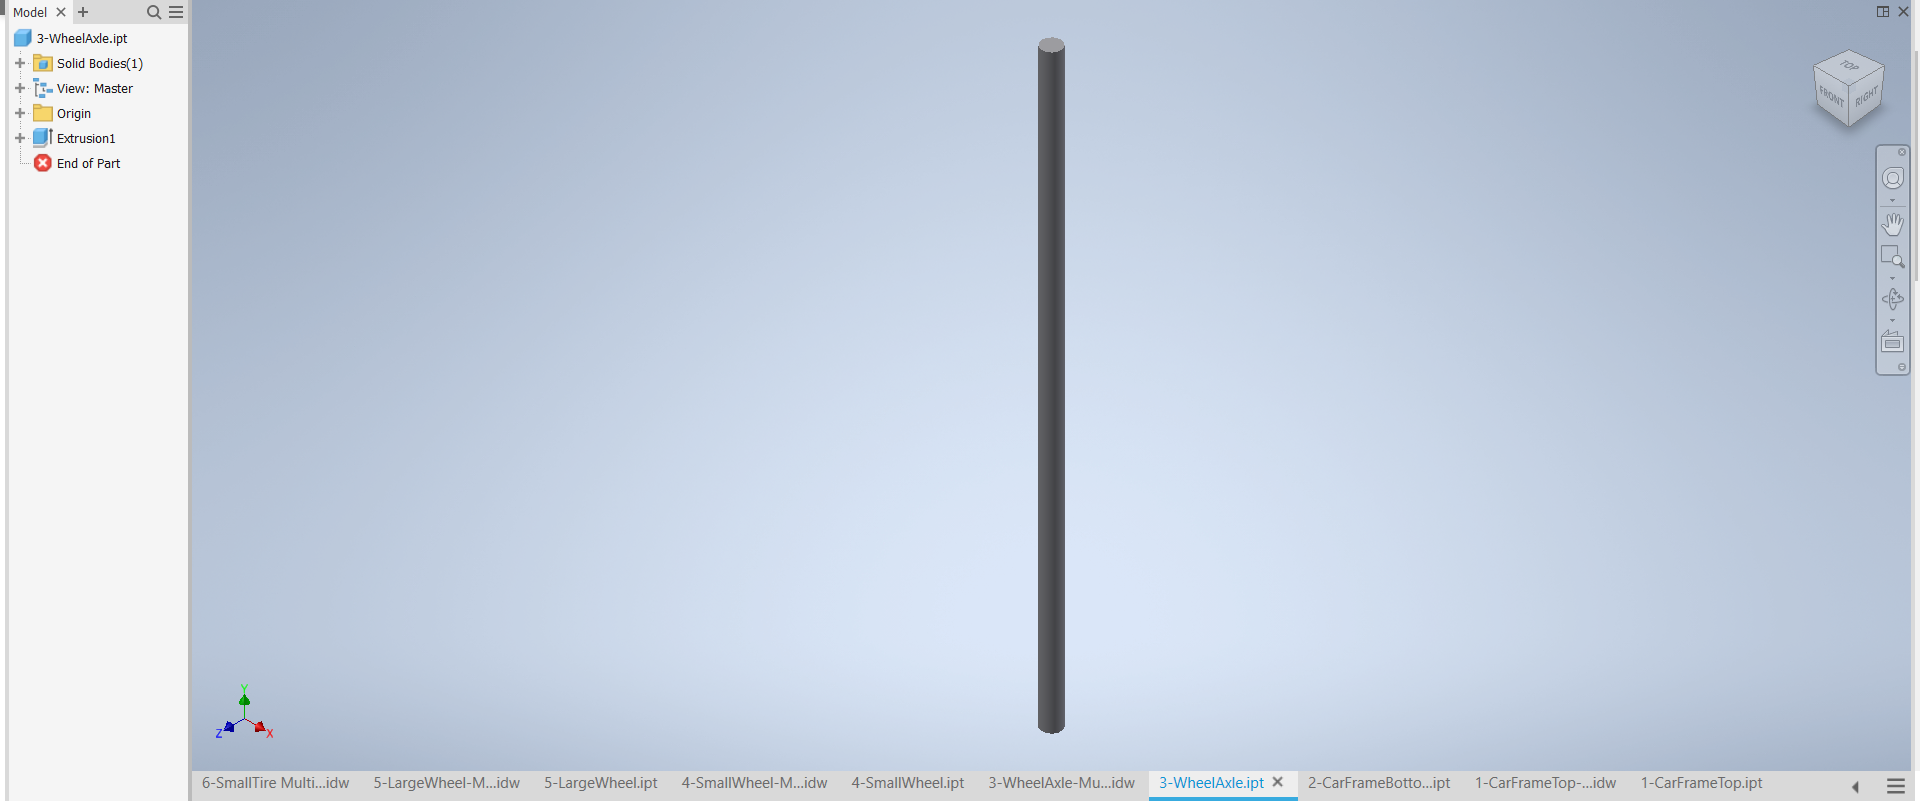 Model
3-WheelAxle.ipt
Solid Bodies(1)
View: Master
Origin
Extrusion1
End of Part
TOP
FRONT
RIGHT
Y
Z
X
6-SmallTire Multi...idw
5-LargeWheel-M...idw
5-LargeWheel.ipt
4-SmallWheel-M...idw
4-SmallWheel.ipt
3-WheelAxle-Mu...idw
3-WheelAxle.ipt
2-CarFrameBotto...ipt
1-CarFrameTop-...idw
1-CarFrameTop.ipt